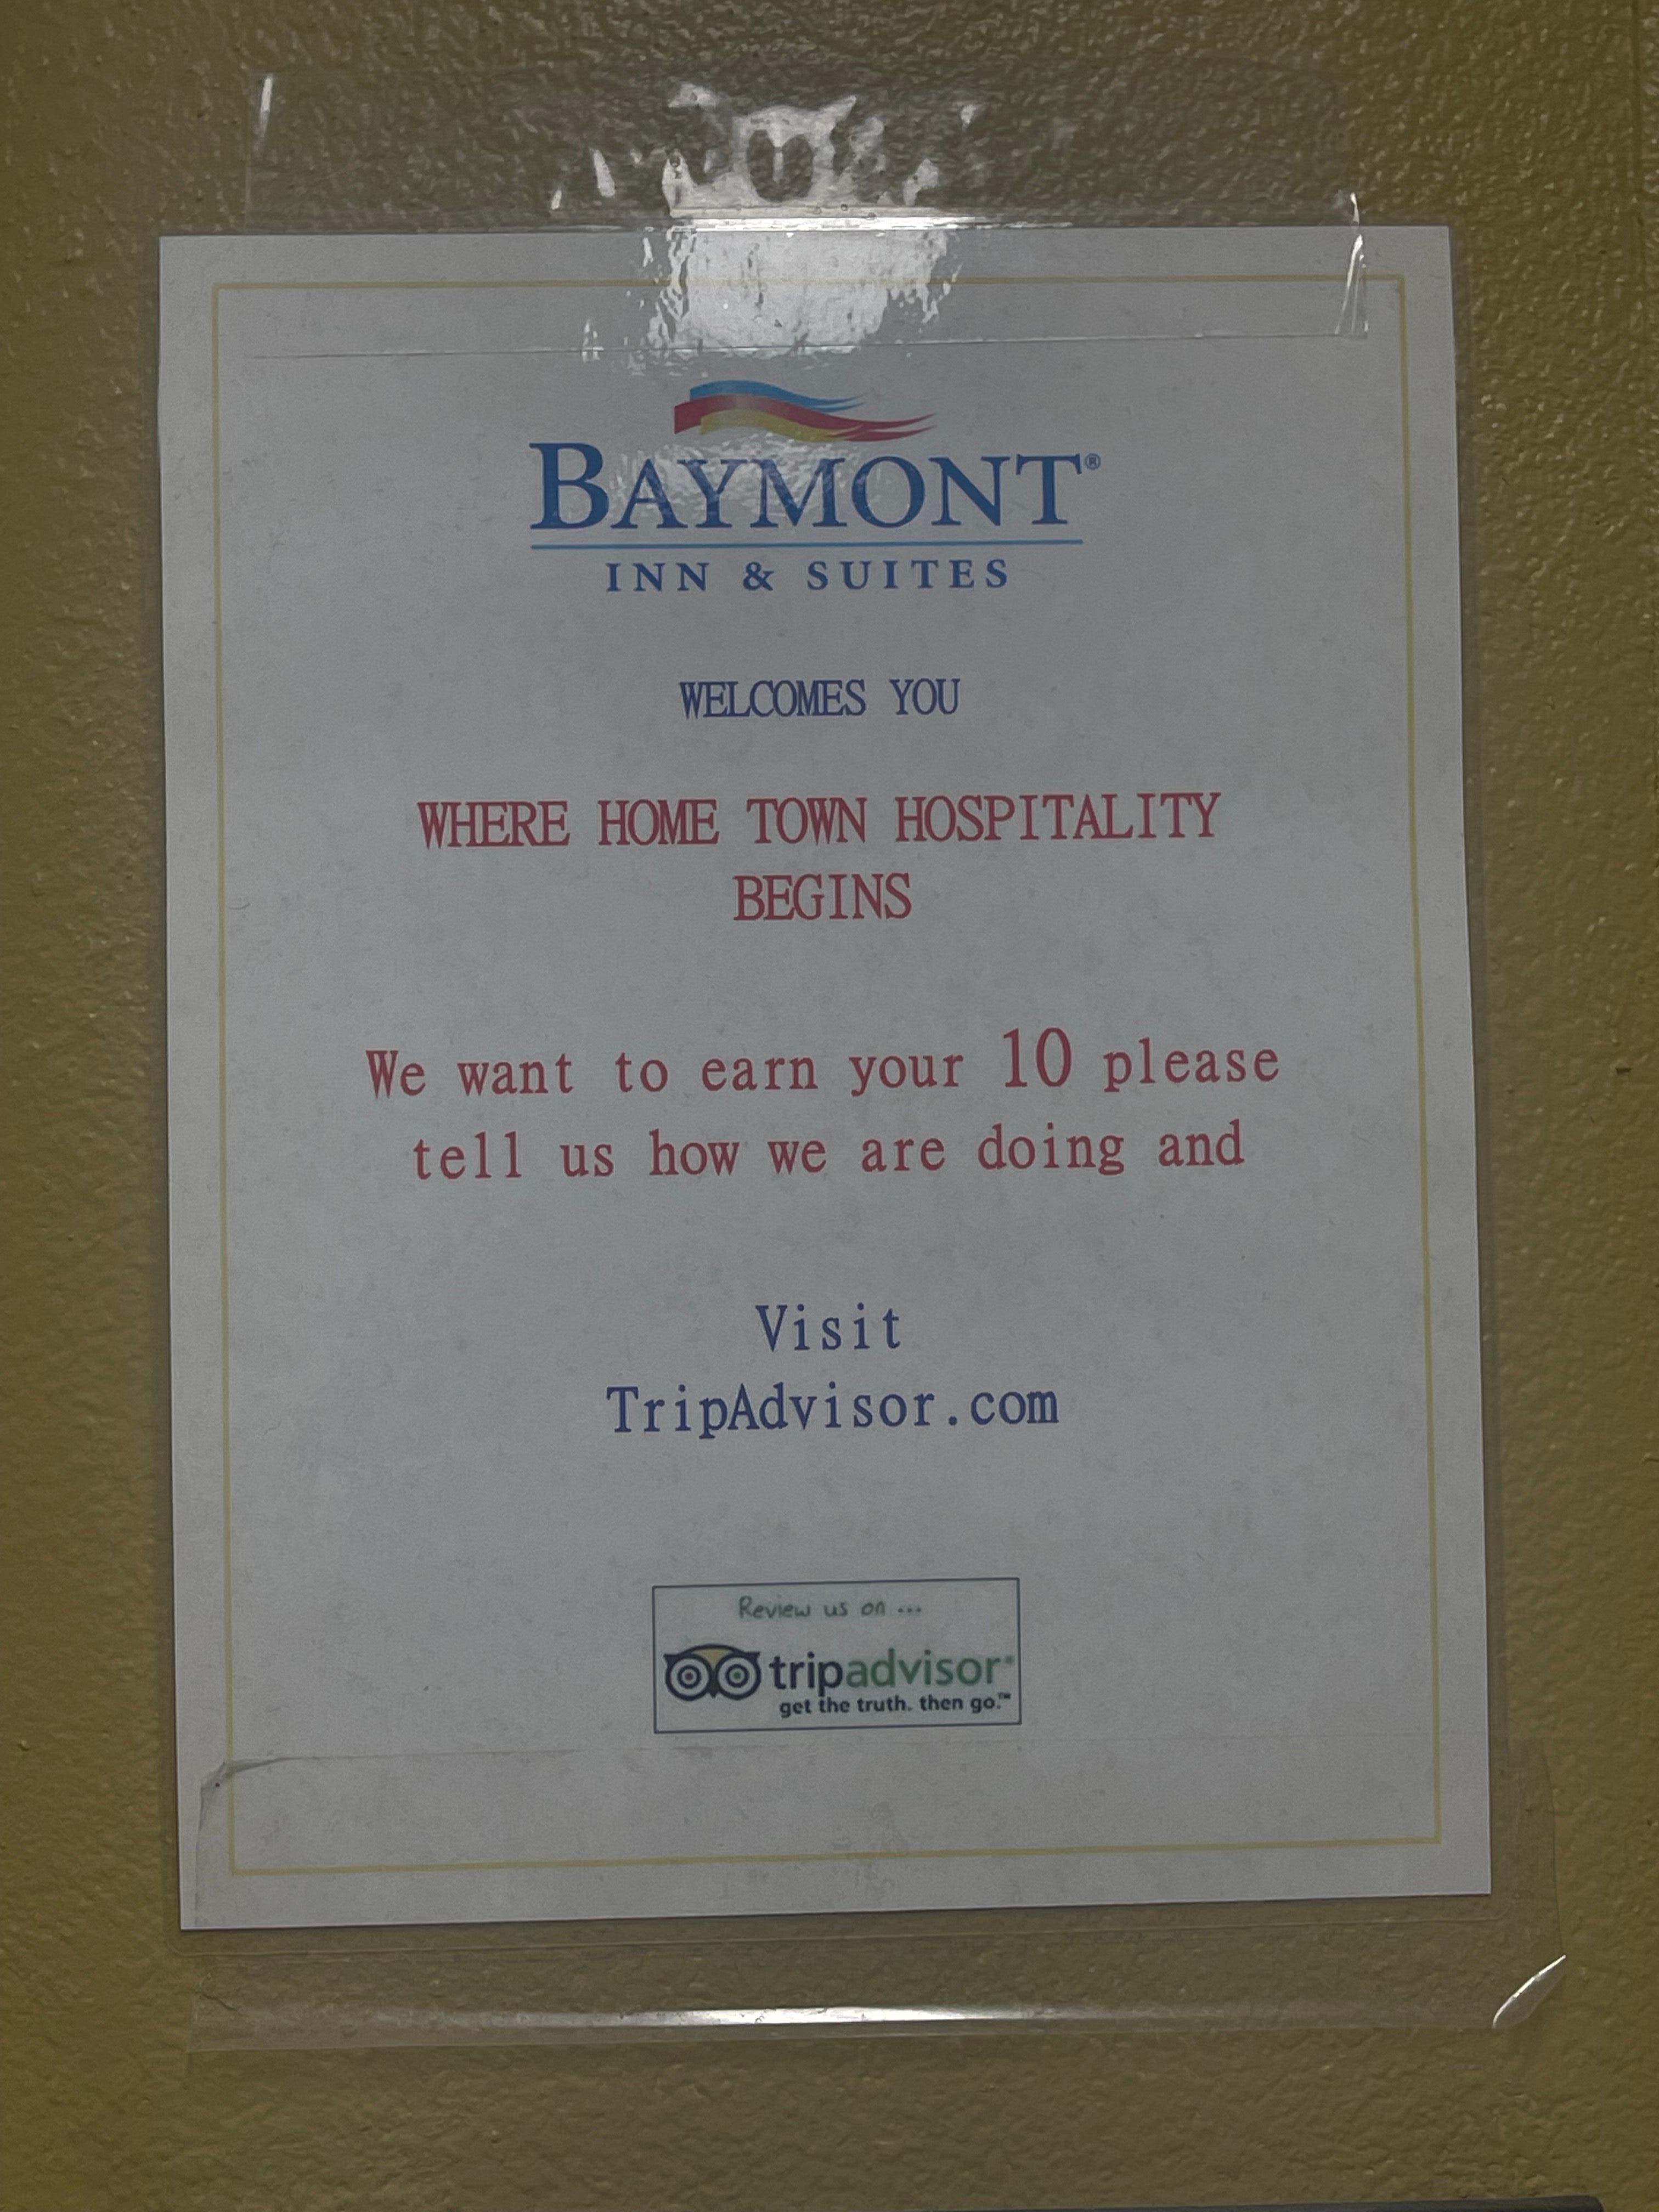 BAYMONT®
INN & SUITES
WELCOMES YOU
WHERE HOME TOWN HOSPITALITY
BEGINS
We want to earn your 10 please
tell us how we are doing and
Visit
TripAdvisor.com
Review us on ...
tripadvisor®
get the truth. then go.™